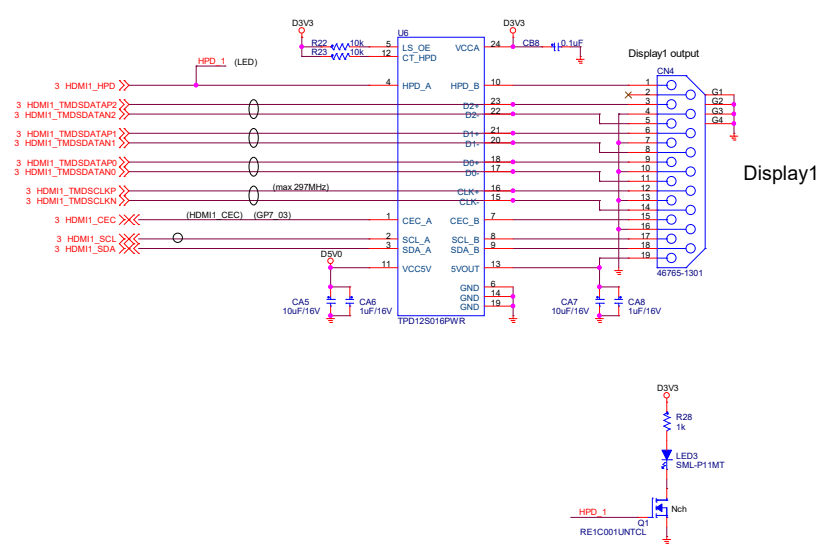 D3V3
D3V3
U6
R22 10k
R23 10k
5 LS_OE
12 CT_HPD
VCCA 24
CB8 0.1uF
Display1 output
HPD_1 (LED)
CN4
3 HDMI1_HPD
4 HPD_A
HPD_B 10
1
2
3
4
5
6
7
8
9
10
11
12
13
14
15
16
17
18
19
G1
G2
G3
G4
3 HDMI1_TMDSDATAP2
D2+ 23
3 HDMI1_TMDSDATAN2
D2- 22
3 HDMI1_TMDSDATAP1
D1+ 21
3 HDMI1_TMDSDATAN1
D1- 20
3 HDMI1_TMDSDATAP0
D0+ 18
3 HDMI1_TMDSDATAN0
D0- 17
Display1
3 HDMI1_TMDSCLKP
(max 297MHz)
CLK+ 16
3 HDMI1_TMDSCLKN
CLK- 15
3 HDMI1_CEC
(HDMI1_CEC) (GP7_03)
1 CEC_A
CEC_B 7
3 HDMI1_SCL
2 SCL_A
SCL_B 8
3 HDMI1_SDA
3 SDA_A
SDA_B 9
D5V0
11 VCC5V
5VOUT 13
46765-1301
GND 6
GND 14
GND 19
CA5
10uF/16V
CA6
1uF/16V
CA7
10uF/16V
CA8
1uF/16V
TPD12S016PWR
D3V3
R28
1k
LED3
SML-P11MT
HPD_1
Nch
Q1
RE1C001UNTCL